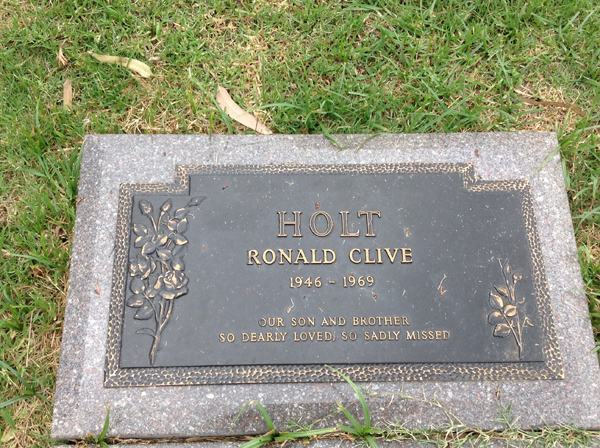 HOLT
RONALD CLIVE
1946 - 1969
OUR SON AND BROTHER
SO DEARLY LOVED, SO SADLY MISSED